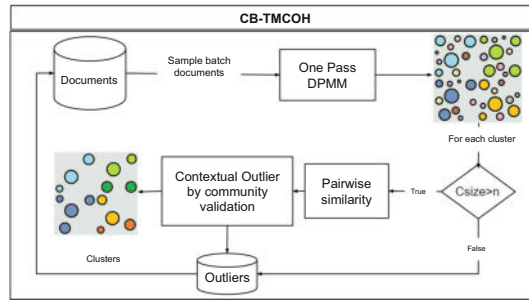 CB-TMCOH
Documents
Sample batch
documents
One Pass
DPMM
For each cluster
Csize>n
True
False
Pairwise
similarity
Contextual Outlier
by community
validation
Clusters
Outliers